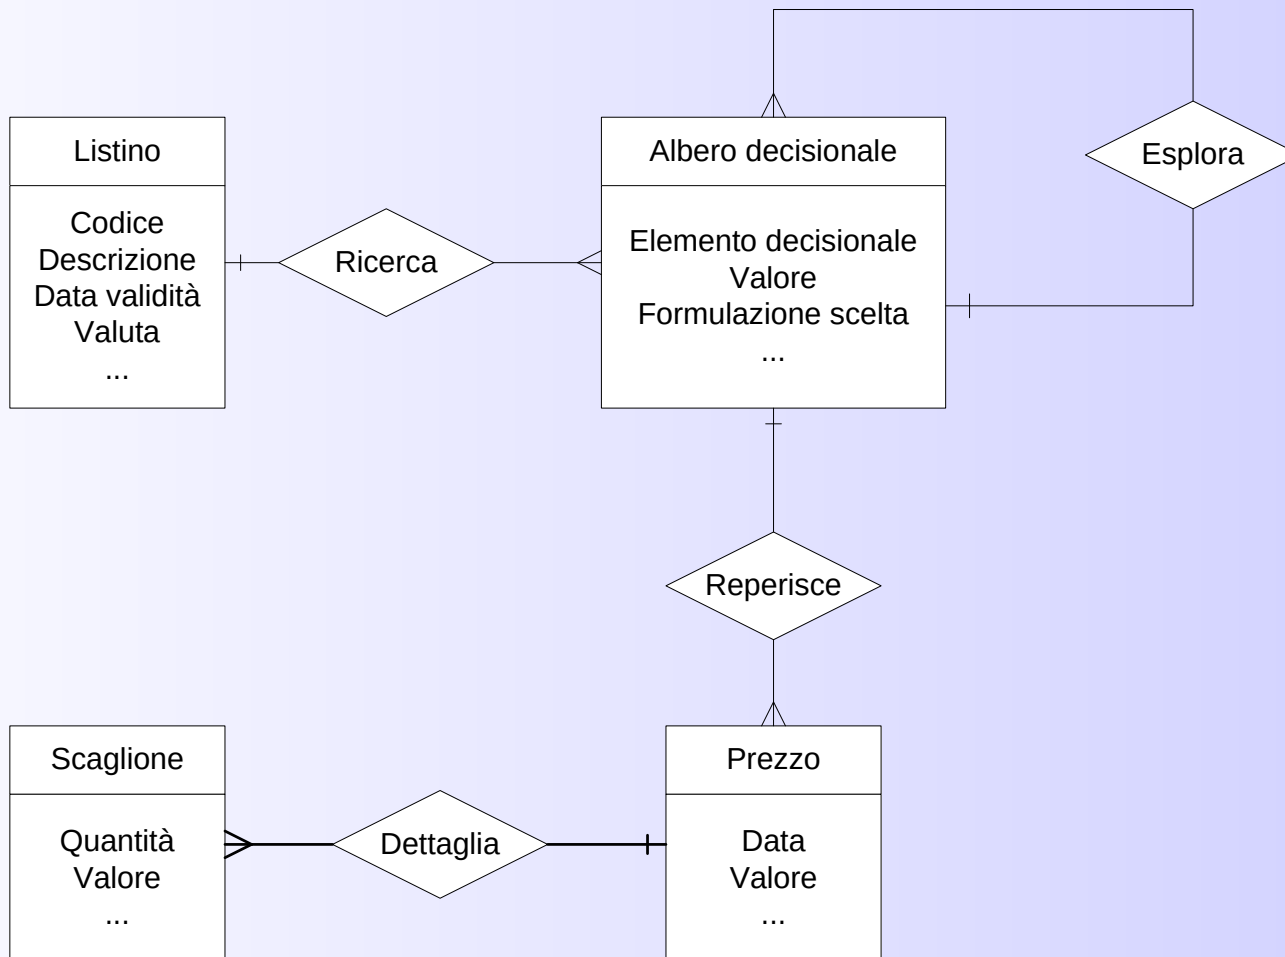 Listino
Codice
Descrizione
Data validità
Valuta
...
Ricerca
Albero decisionale
Elemento decisionale
Valore
Formulazione scelta
...
Esplora
Reperisce
Scaglione
Quantità
Valore
...
Dettaglia
Prezzo
Data
Valore
...